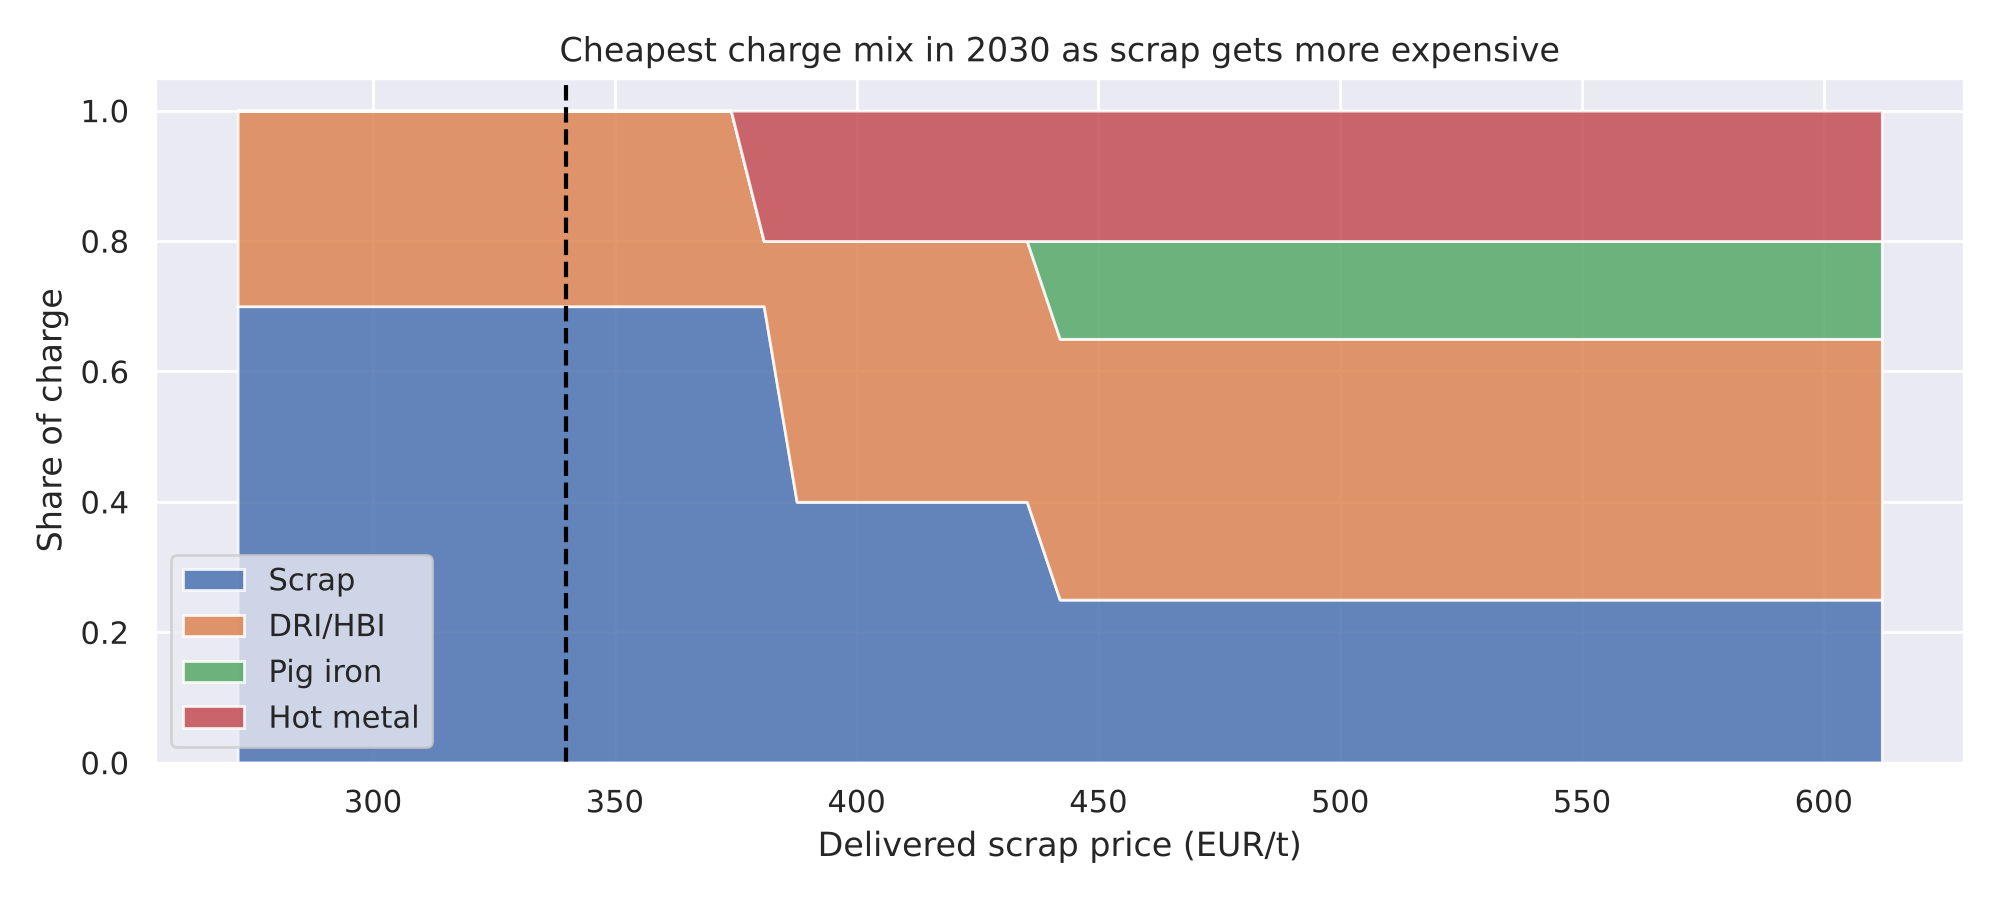 Cheapest charge mix in 2030 as scrap gets more expensive
1.0
0.8
0.6
0.4
0.2
0.0
Share of charge
Scrap
DRI/HBI
Pig iron
Hot metal
300 350 400 450 500 550 600
Delivered scrap price (EUR/t)